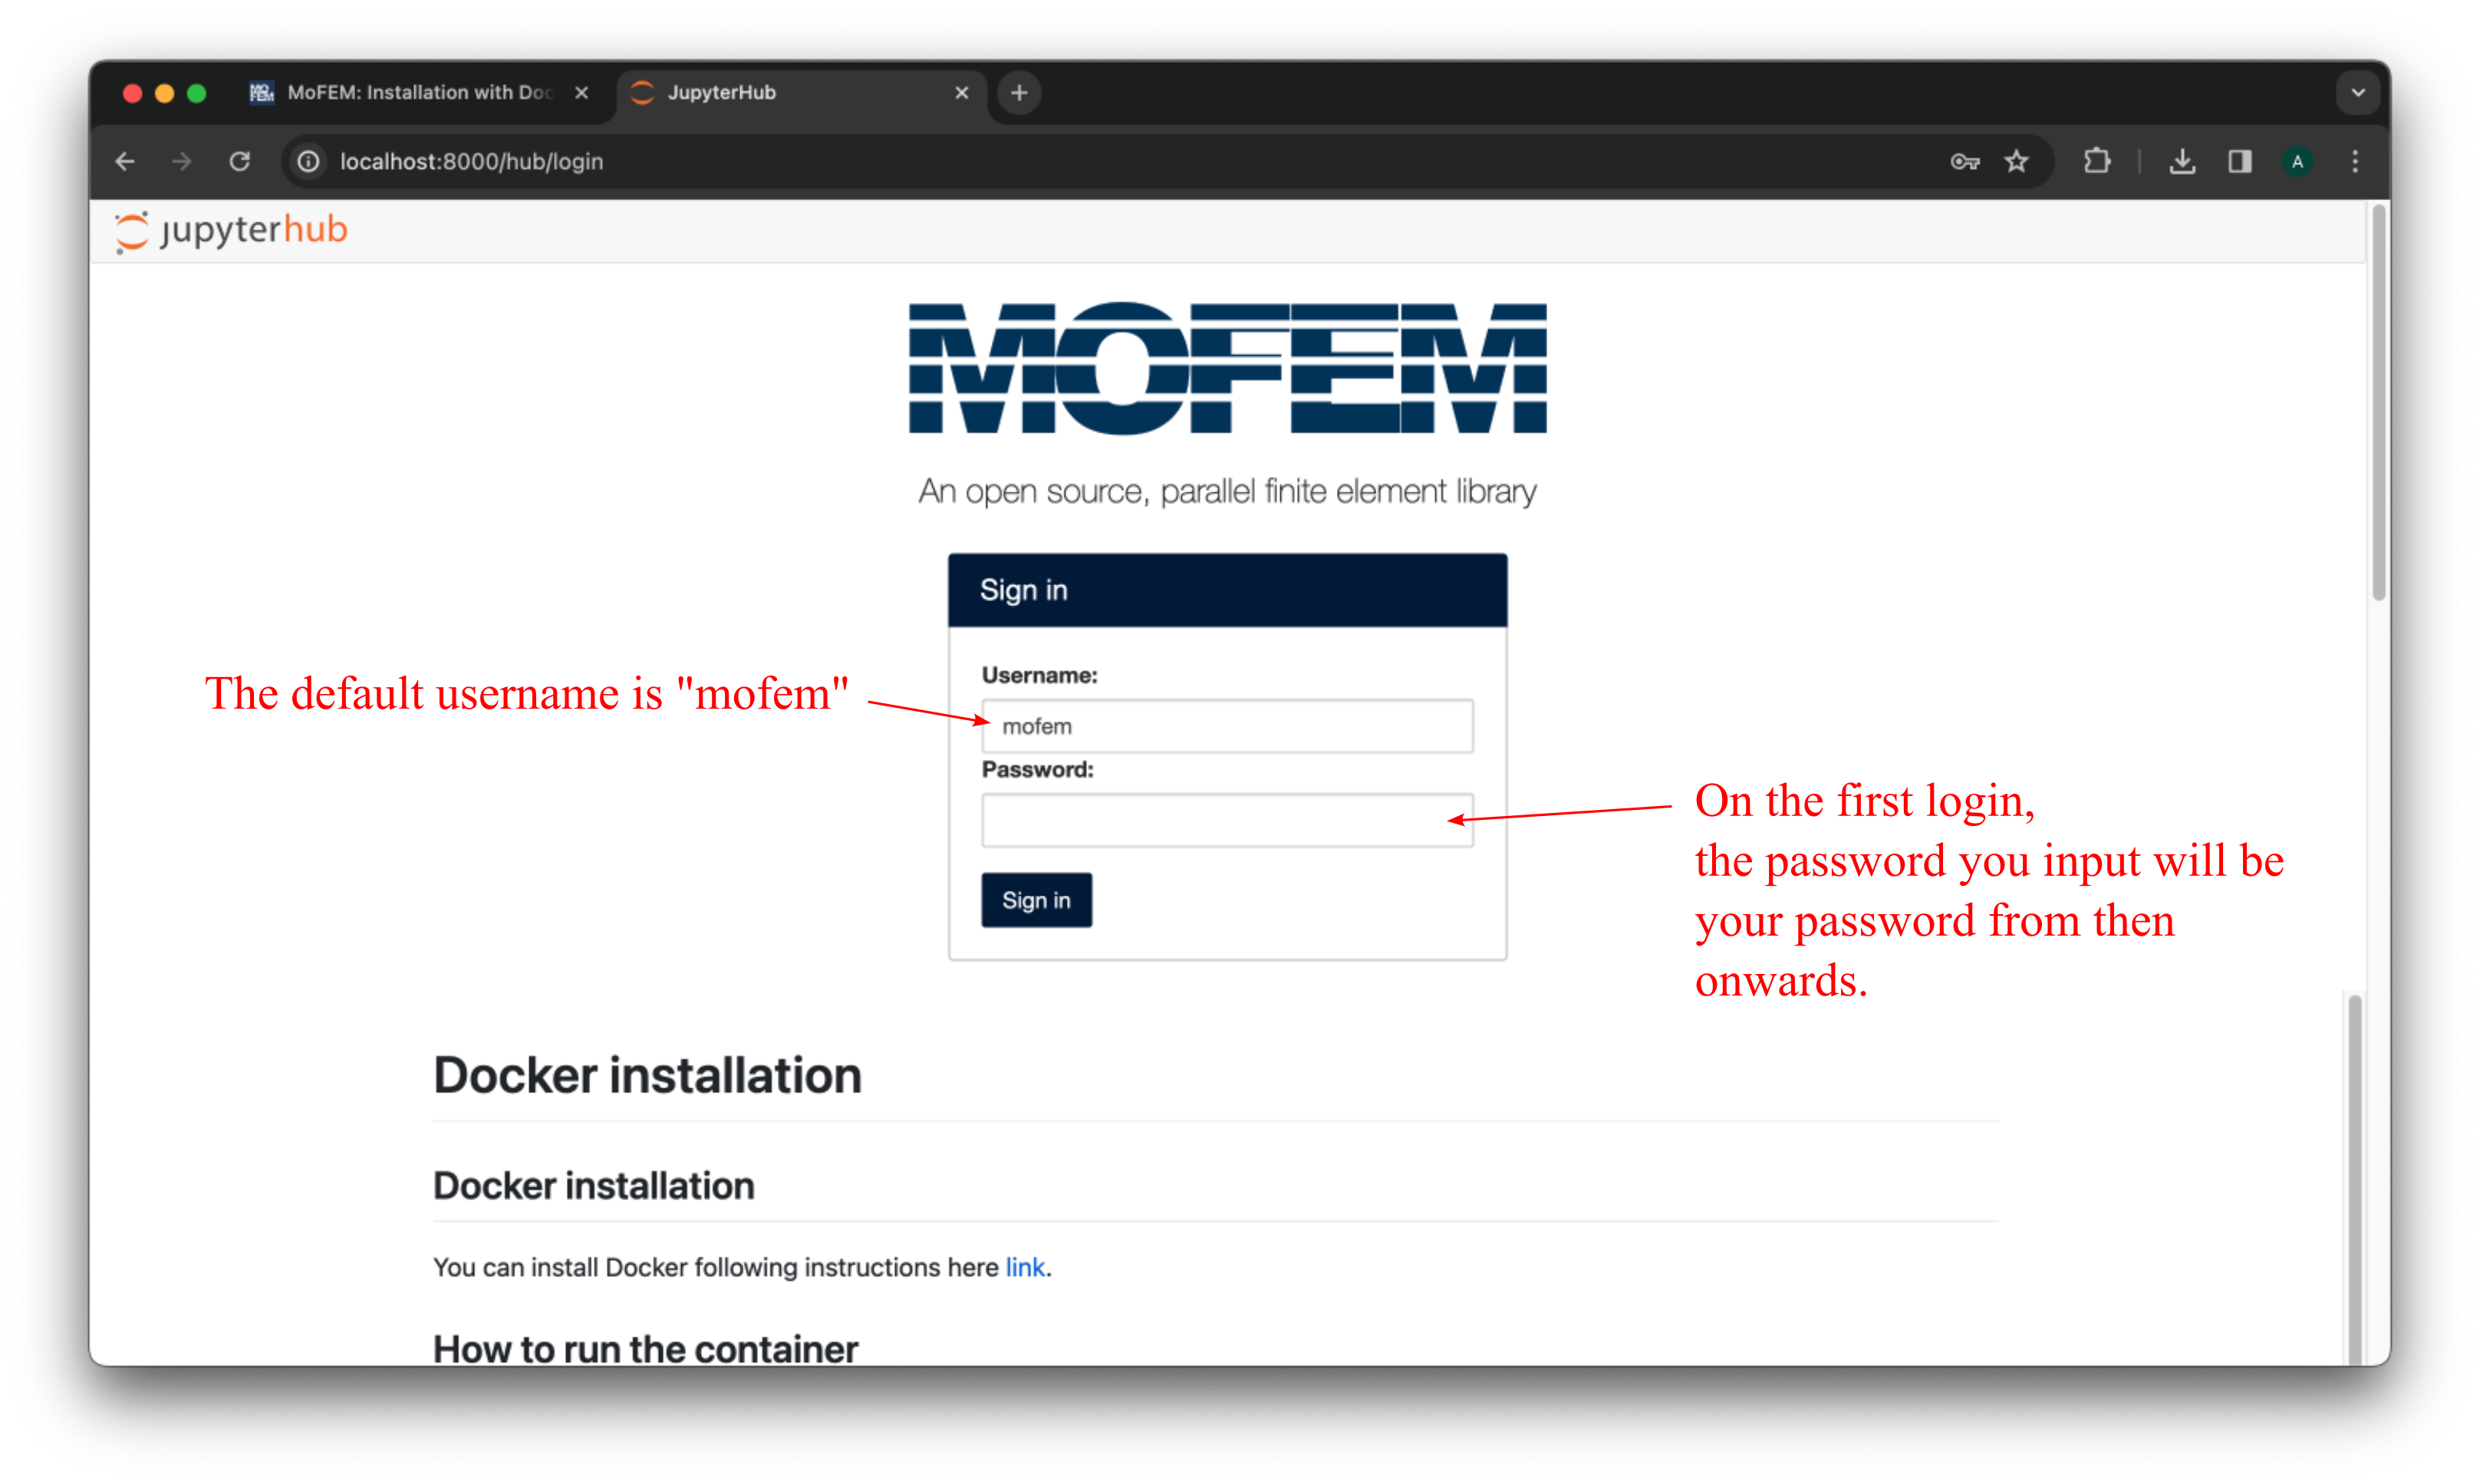 MoFEM: Installation with Doc
JupyterHub
localhost:8000/hub/login
A
jupyterhub
MOFEM
An open source, parallel finite element library
Sign in
Username:
The default username is "mofem"
mofem
Password:
On the first login,
the password you input will be
your password from then
onwards.
Sign in
Docker installation
Docker installation
You can install Docker following instructions here link.
How to run the container